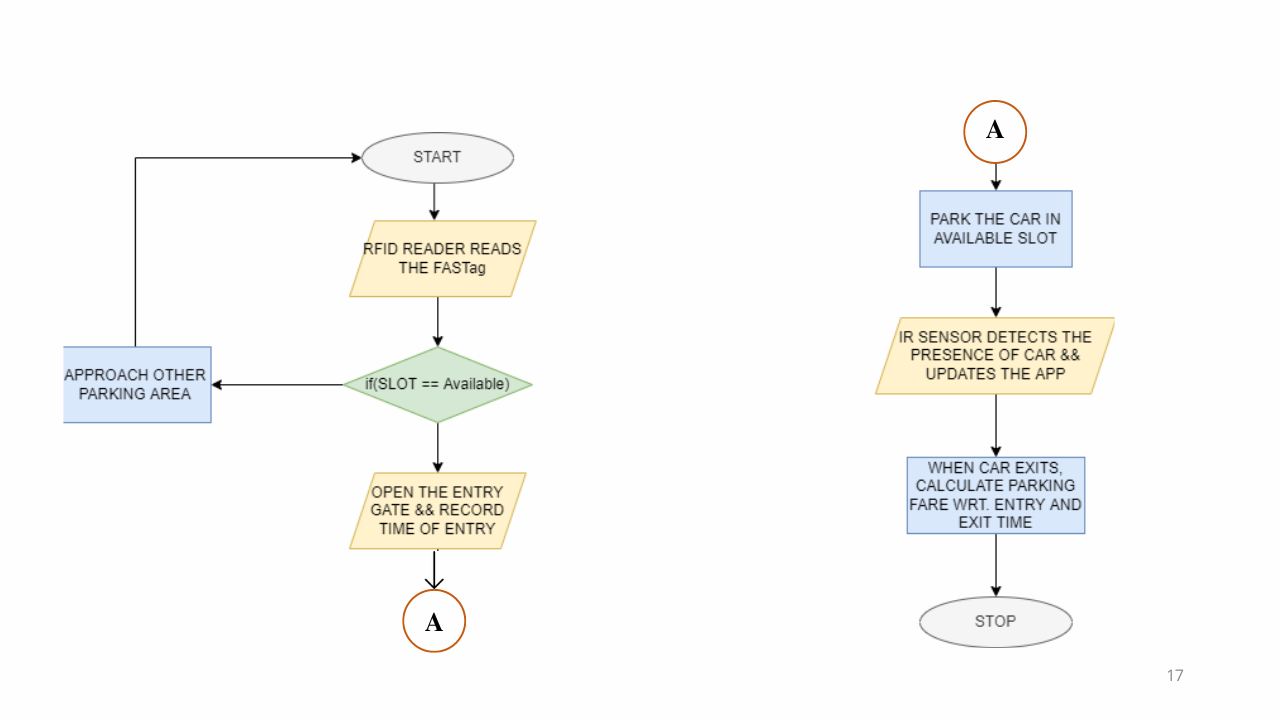 START
RFID READER READS
THE FASTag
if(SLOT == Available)
APPROACH OTHER
PARKING AREA
OPEN THE ENTRY
GATE && RECORD
TIME OF ENTRY
A
A
PARK THE CAR IN
AVAILABLE SLOT
IR SENSOR DETECTS THE
PRESENCE OF CAR &&
UPDATES THE APP
WHEN CAR EXITS,
CALCULATE PARKING
FARE WRT. ENTRY AND
EXIT TIME
STOP
17